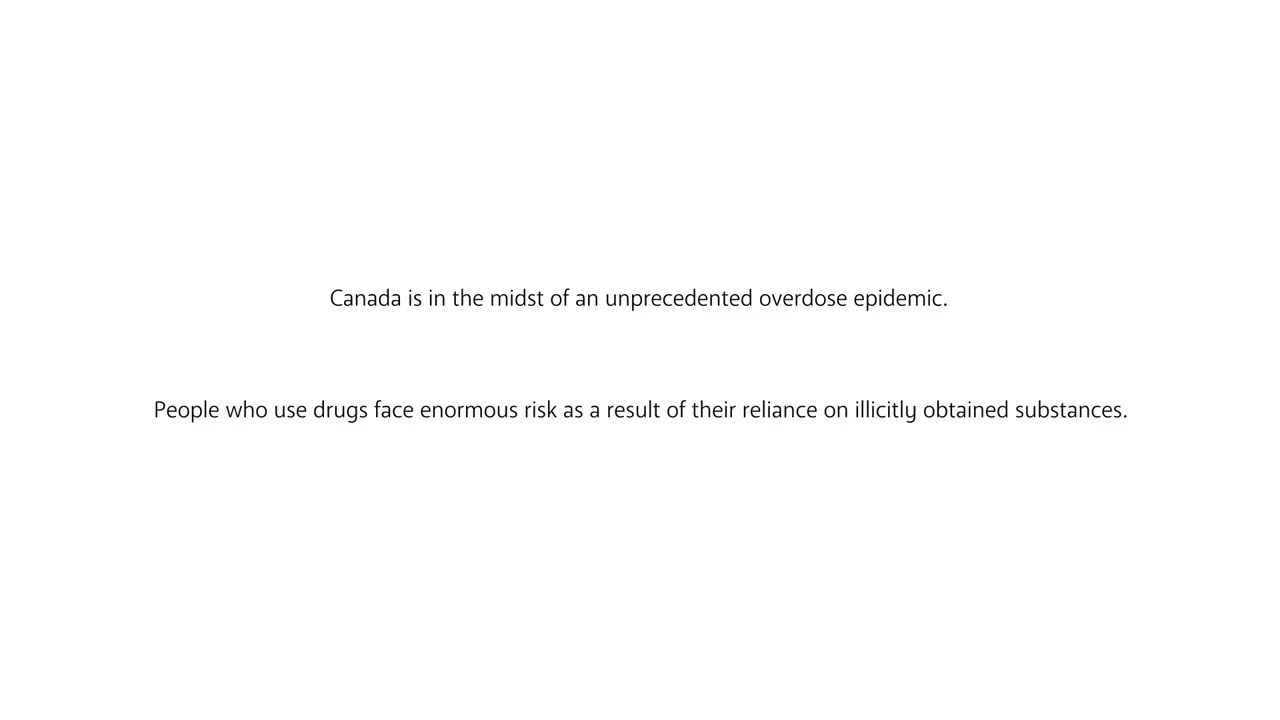 Canada is in the midst of an unprecedented overdose epidemic.
People who use drugs face enormous risk as a result of their reliance on illicitly obtained substances.